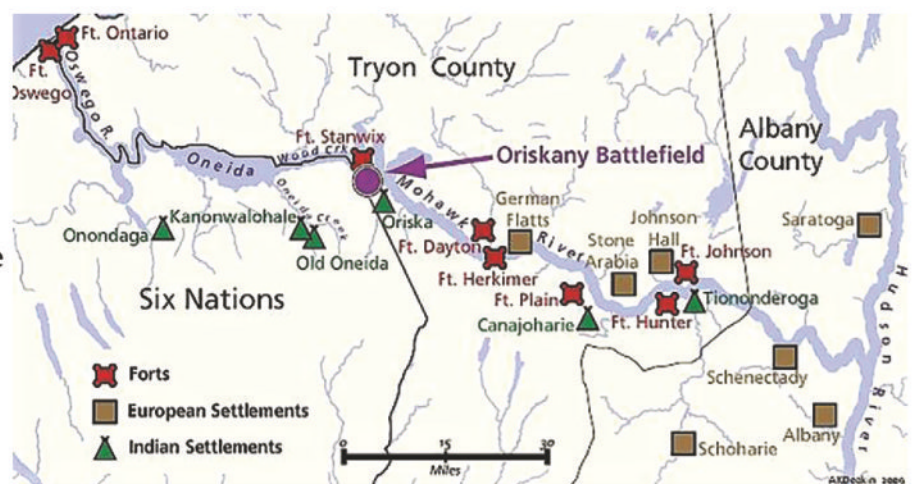 Ft. Ontario
Ft.
Oswego
Oswego R.
Tryon County
Ft. Stanwix
Wood Crk
Oneida
Oriskany Battlefield
Albany
County
Mohawk
River
German
Flatts
Johnson
Hall
Saratoga
Kanonwalohale
Oneida Creek
Oriska
Onondaga
Old Oneida
Ft. Dayton
Stone
Arabia
Ft. Johnson
Ft. Herkimer
Six Nations
Ft. Plain
Tiononderoga
Canajoharie
Ft. Hunter
Hudson River
Forts
European Settlements
Indian Settlements
Schenectady
Albany
Schoharie
0 15 30
Miles